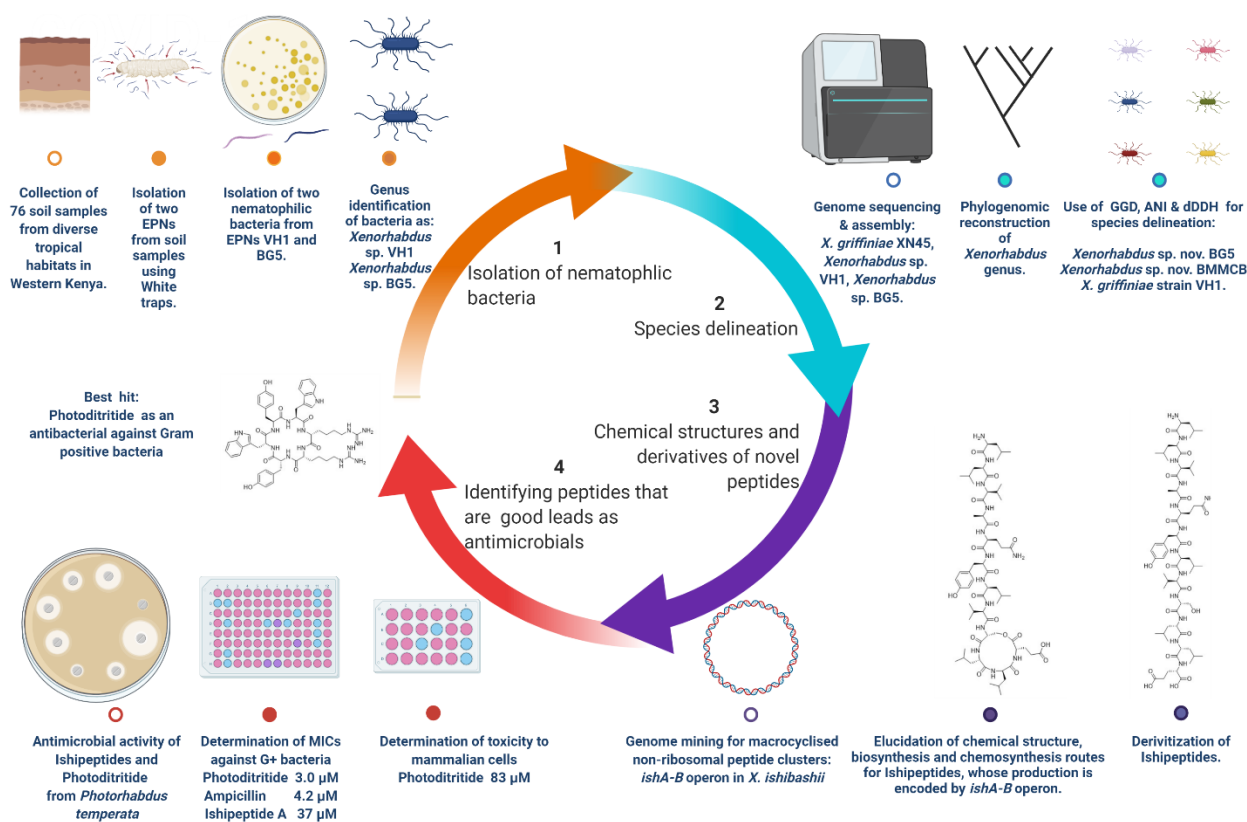 Collection of
76 soil samples
from diverse
tropical
habitats in
Western Kenya.
Isolation
of two
EPNs
from soil
samples
using
White
traps.
Isolation of two
nematophilic
bacteria from
EPNs VH1 and
BG5.
Genus
identification
of bacteria as:
Xenorhabdus
sp. VH1
Xenorhabdus
sp. BG5.
Genome sequencing
& assembly:
X. griffiniae XN45,
Xenorhabdus sp.
VH1, Xenorhabdus
sp. BG5.
Phylogenomic
reconstruction
of
Xenorhabdus
genus.
Use of GGD, ANI & dDDH for
species delineation:
Xenorhabdus sp. nov. BG5
Xenorhabdus sp. nov. BMMCB
X. griffiniae strain VH1.
1
Isolation of nematophlic
bacteria
2
Species delineation
3
Chemical structures and
derivatives of novel
peptides
4
Identifying peptides that
are good leads as
antimicrobials
Best hit:
Photoditritide as an
antibacterial against Gram
positive bacteria
Antimicrobial activity of
Ishipeptides and
Photoditritide
from Photorhabdus
temperata
Determination of MICs
against G+ bacteria
Photoditritide 3.0 µM
Ampicillin 4.2 µM
Ishipeptide A 37 µM
Determination of toxicity to
mammalian cells
Photoditritide 83 µM
Genome mining for macrocyclised
non-ribosomal peptide clusters:
ishA-B operon in X. ishibashii
Elucidation of chemical structure,
biosynthesis and chemosynthesis routes
for Ishipeptides, whose production is
encoded by ishA-B operon.
Derivitization of
Ishipeptides.